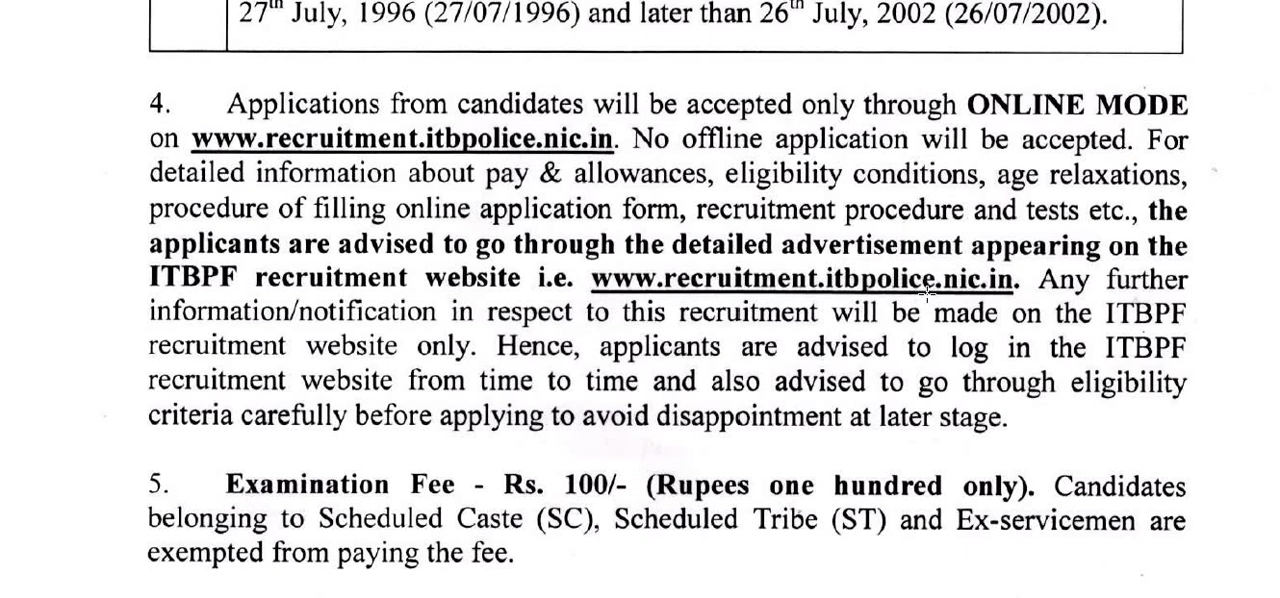 27th July, 1996 (27/07/1996) and later than 26th July, 2002 (26/07/2002).
4. Applications from candidates will be accepted only through ONLINE MODE
on www.recruitment.itbpolice.nic.in. No offline application will be accepted. For
detailed information about pay & allowances, eligibility conditions, age relaxations,
procedure of filling online application form, recruitment procedure and tests etc., the
applicants are advised to go through the detailed advertisement appearing on the
ITBPF recruitment website i.e. www.recruitment.itbpolice.nic.in. Any further
information/notification in respect to this recruitment will be made on the ITBPF
recruitment website only. Hence, applicants are advised to log in the ITBPF
recruitment website from time to time and also advised to go through eligibility
criteria carefully before applying to avoid disappointment at later stage.
5. Examination Fee - Rs. 100/- (Rupees one hundred only). Candidates
belonging to Scheduled Caste (SC), Scheduled Tribe (ST) and Ex-servicemen are
exempted from paying the fee.